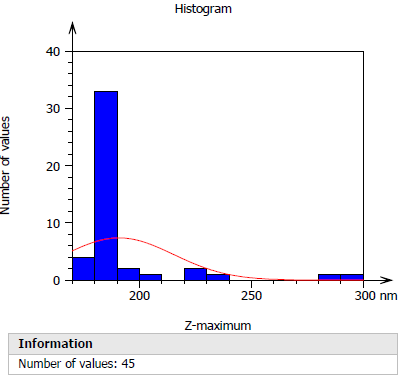 Histogram
40
30
20
10
0
Number of values
200
250
300 nm
Z-maximum
Information
Number of values: 45